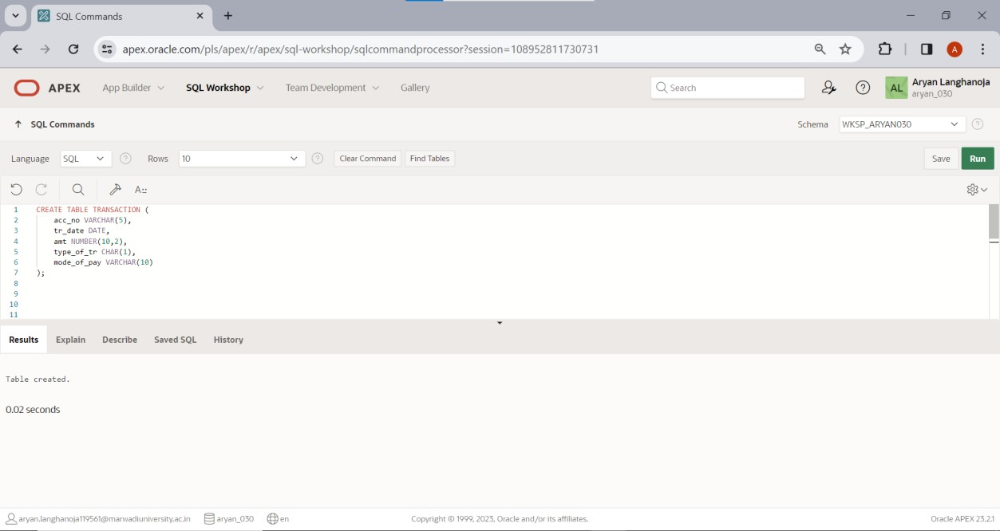 SQL Commands
apex.oracle.com/pls/apex/r/apex/sql-workshop/sqlcommandprocessor?session=108952811730731
A
APEX App Builder SQL Workshop Team Development Gallery Search AL Aryan Langhanoja
aryan_030
SQL Commands Schema WKSP_ARYAN030
Language SQL Rows 10 Clear Command Find Tables Save Run
A::
1 CREATE TABLE TRANSACTION (
2 acc_no VARCHAR(5),
3 tr_date DATE,
4 amt NUMBER(10,2),
5 type_of_tr CHAR(1),
6 mode_of_pay VARCHAR(10)
7 );
8
9
10
11
Results Explain Describe Saved SQL History
Table created.
0.02 seconds
aryan.langhanoja119561@marwadiuniversity.ac.in aryan_030 en Copyright © 1999, 2023, Oracle and/or its affiliates. Oracle APEX 23.2.1